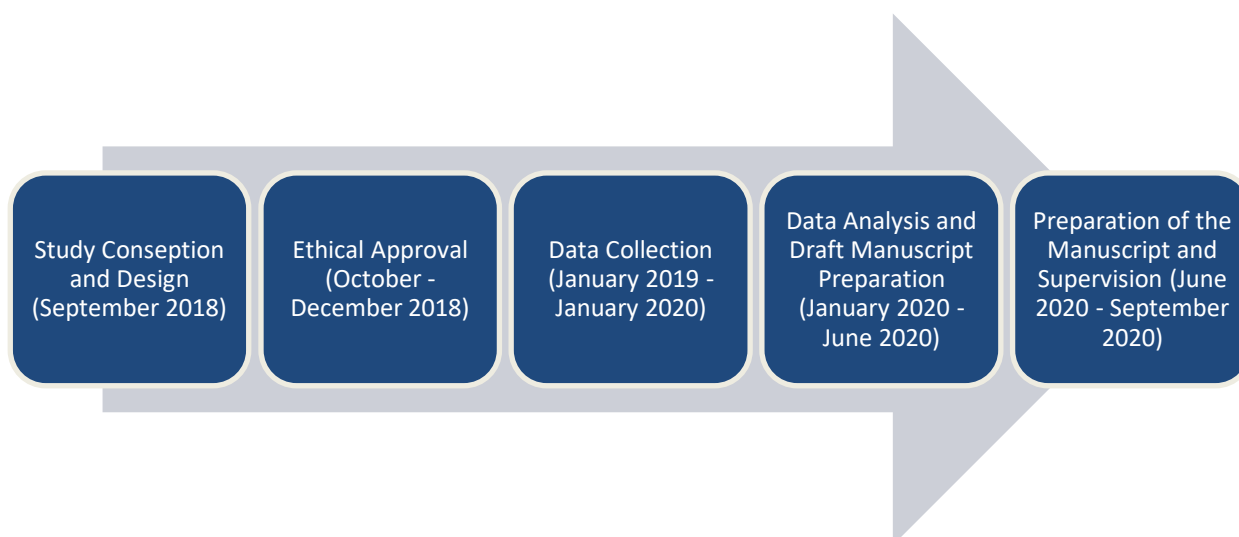 Study Conseption
and Design
(September 2018)
Ethical Approval
(October -
December 2018)
Data Collection
(January 2019 -
January 2020)
Data Analysis and
Draft Manuscript
Preparation
(January 2020 -
June 2020)
Preparation of the
Manuscript and
Supervision (June
2020 - September
2020)